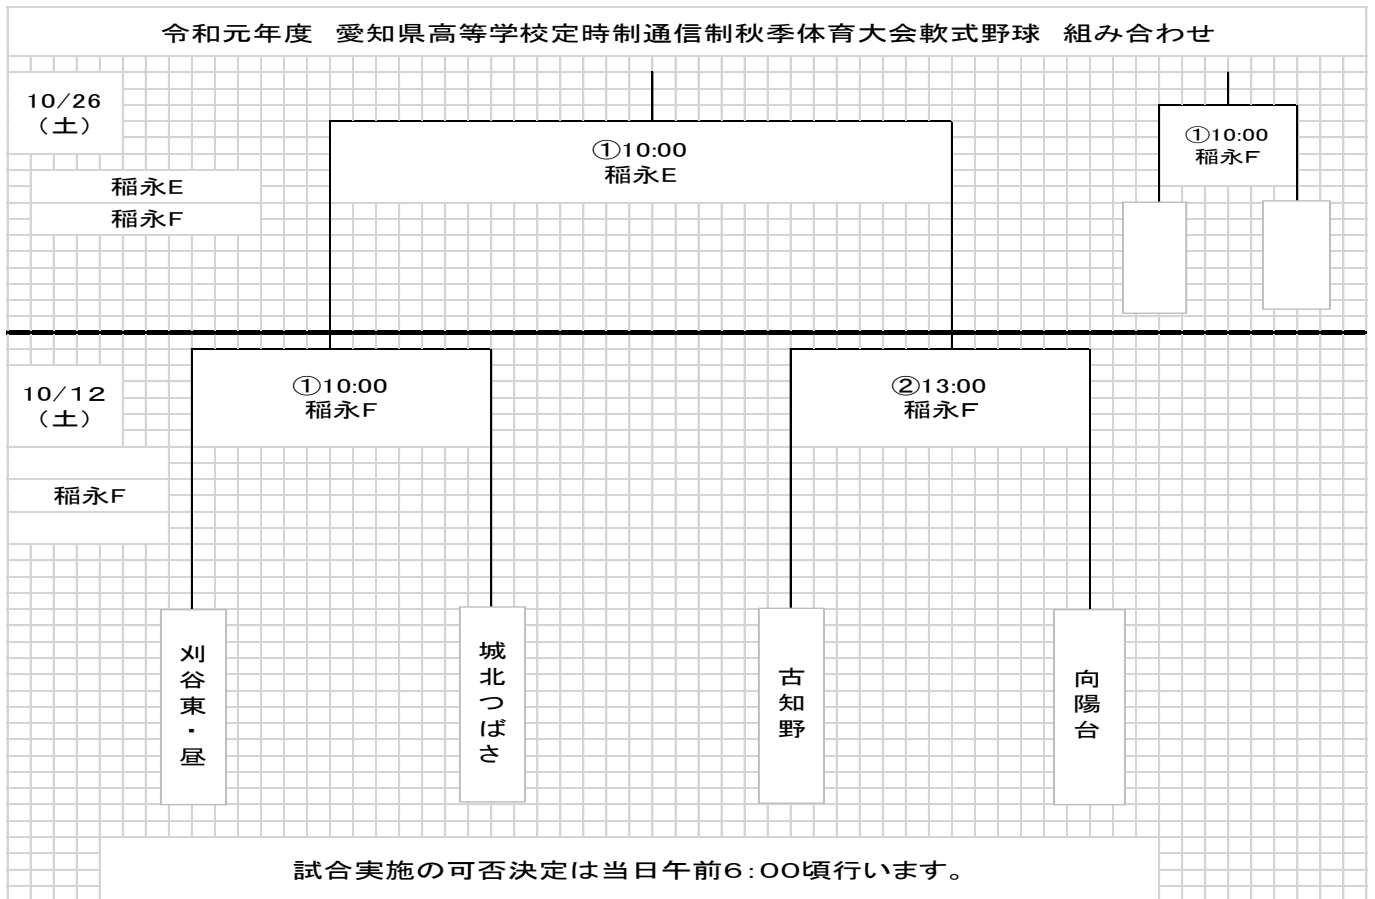 令和元年度　愛知県高等学校定時制通信制秋季体育大会軟式野球　組み合わせ
10/26
（土）
①10:00
稲永E
①10:00
稲永F
稲永E
稲永F
10/12
（土）
①10:00
稲永F
②13:00
稲永F
稲永F
刈谷東・昼
城北つばさ
古知野
向陽台
試合実施の可否決定は当日午前6:00頃行います。